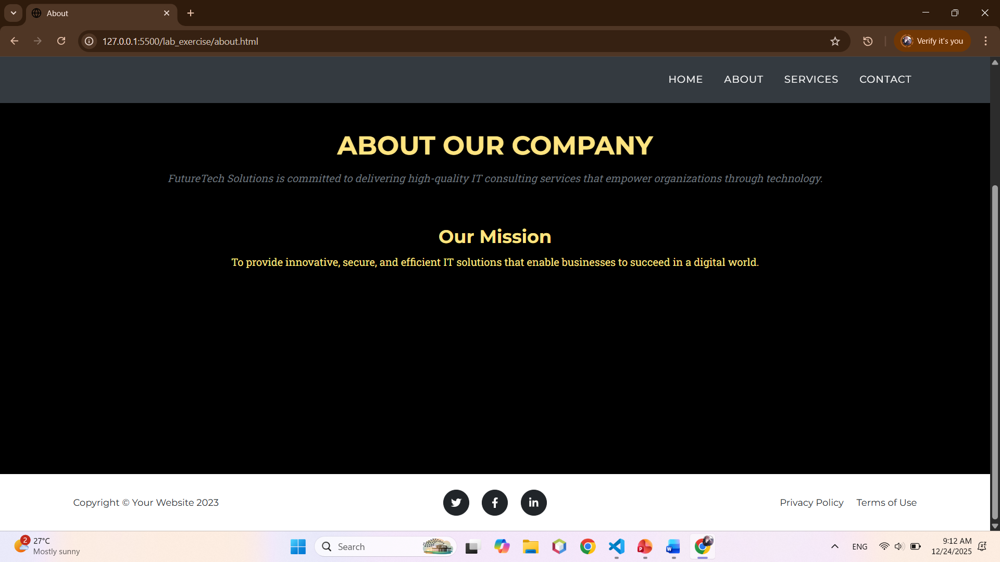 About
127.0.0.1:5500/lab_exercise/about.html
Verify it's you
HOME ABOUT SERVICES CONTACT
ABOUT OUR COMPANY
FutureTech Solutions is committed to delivering high-quality IT consulting services that empower organizations through technology.
Our Mission
To provide innovative, secure, and efficient IT solutions that enable businesses to succeed in a digital world.
Copyright © Your Website 2023
Privacy Policy Terms of Use
2
27°C
Mostly sunny
Search
ENG
9:12 AM
12/24/2025